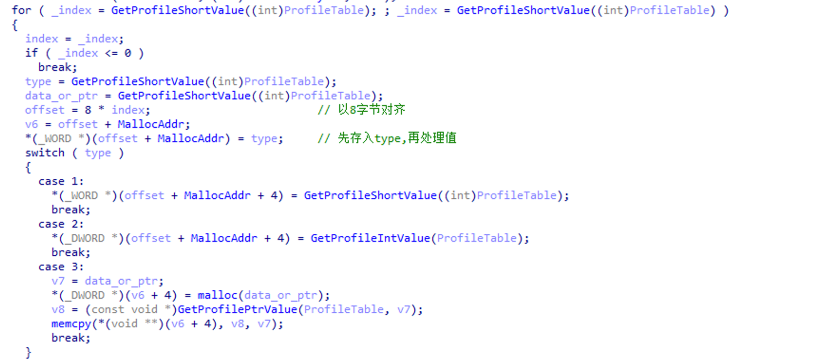 for ( _index = GetProfileShortValue((int)ProfileTable); ; _index = GetProfileShortValue((int)ProfileTable) )
{
  index = _index;
  if ( _index <= 0 )
    break;
  type = GetProfileShortValue((int)ProfileTable);
  data_or_ptr = GetProfileShortValue((int)ProfileTable);
  offset = 8 * index;                         // 以8字节对齐
  v6 = offset + MallocAddr;
  *(_WORD *)(offset + MallocAddr) = type;     // 先存入type,再处理值
  switch ( type )
  {
    case 1:
      *(_WORD *)(offset + MallocAddr + 4) = GetProfileShortValue((int)ProfileTable);
      break;
    case 2:
      *(_DWORD *)(offset + MallocAddr + 4) = GetProfileIntValue(ProfileTable);
      break;
    case 3:
      v7 = data_or_ptr;
      *(_DWORD *)(v6 + 4) = malloc(data_or_ptr);
      v8 = (const void *)GetProfilePtrValue(ProfileTable, v7);
      memcpy(*(void **)(v6 + 4), v8, v7);
      break;
  }